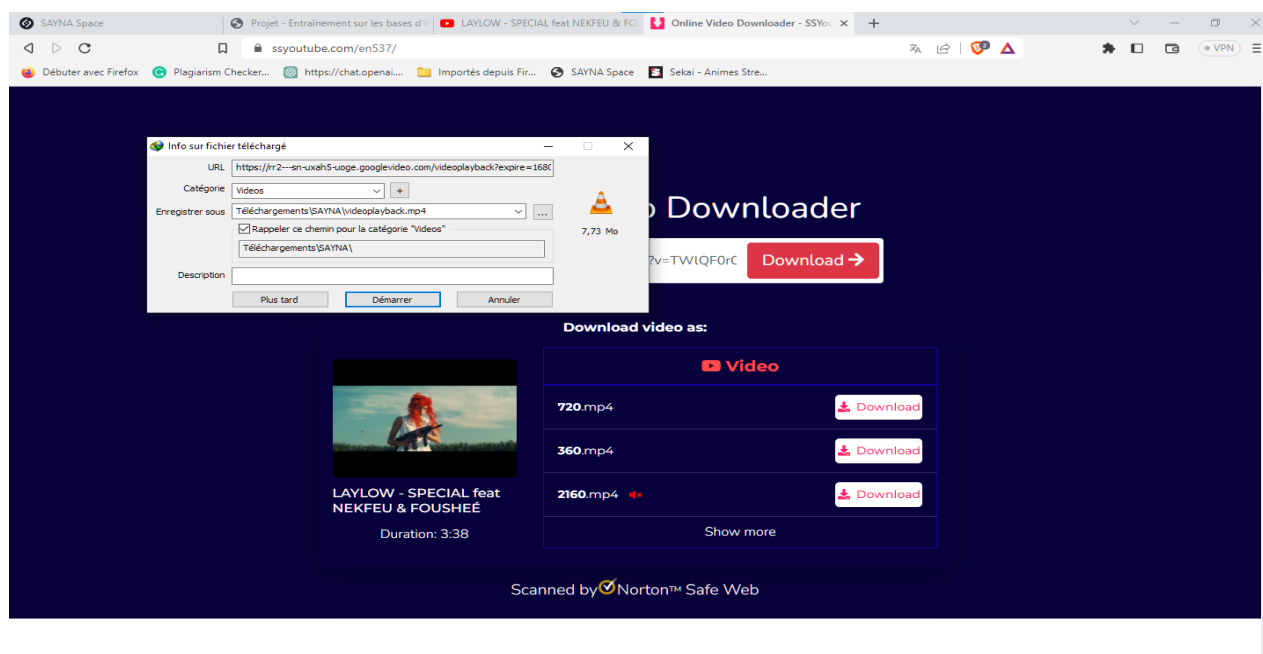 SAYNA Space
Projet - Entraînement sur les bases d'i
LAYLOW - SPECIAL feat NEKFEU & FO
Online Video Downloader - SSYou
ssyoutube.com/en537/
VPN
Débuter avec Firefox
Plagiarism Checker...
https://chat.openai....
Importés depuis Fir...
SAYNA Space
Sekai - Animes Stre...
Info sur fichier téléchargé
URL
https://rr2---sn-uxah5-uoge.googlevideo.com/videoplayback?expire=168(
Catégorie
Videos
+
Enregistrer sous
Téléchargements\SAYNA\videoplayback.mp4
...
Rappeler ce chemin pour la catégorie "Videos"
7,73 Mo
Téléchargements\SAYNA\
Description
Plus tard
Démarrer
Annuler
Downloader
?v=TWlQF0rC
Download
Download video as:
Video
720.mp4
Download
360.mp4
Download
2160.mp4
Download
Show more
LAYLOW - SPECIAL feat
NEKFEU & FOUSHEÉ
Duration: 3:38
Scanned by Norton™ Safe Web